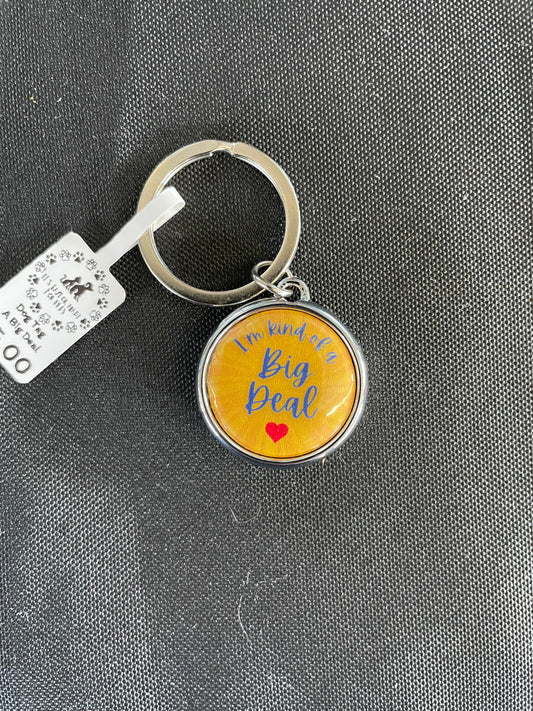 I'm kind of a
Big
Deal
Dog Tag
A Big Deal
00